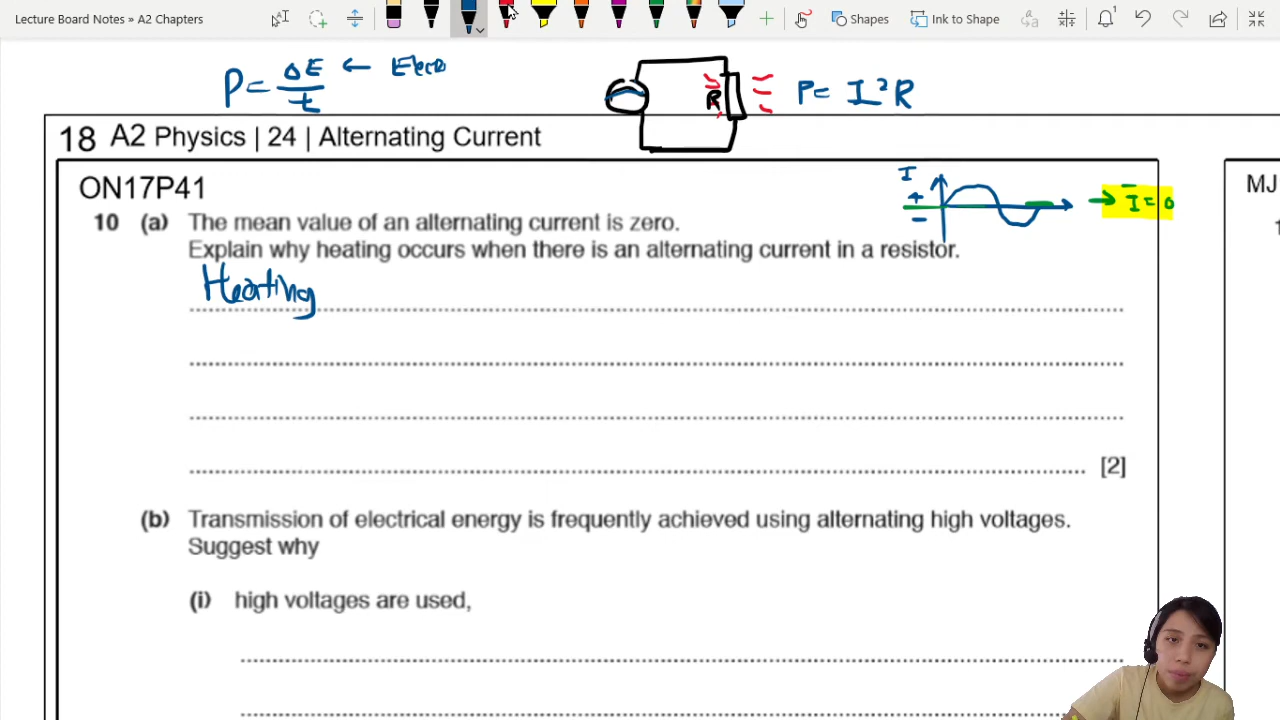 Lecture Board Notes » A2 Chapters
Shapes
Ink to Shape
P = ΔE / t ← Elec
R
P = I²R
18 A2 Physics | 24 | Alternating Current
ON17P41
I
+
−
→ Ī = 0
MJ
10 (a) The mean value of an alternating current is zero.
Explain why heating occurs when there is an alternating current in a resistor.
Heating
[2]
(b) Transmission of electrical energy is frequently achieved using alternating high voltages.
Suggest why
(i) high voltages are used,